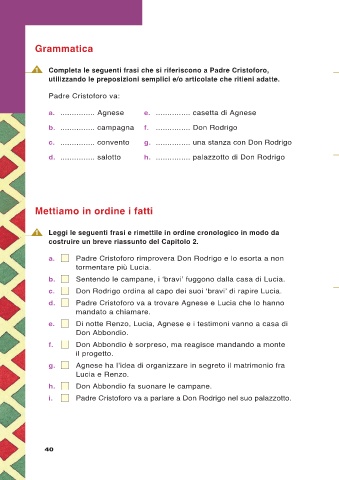 Grammatica
Completa le seguenti frasi che si riferiscono a Padre Cristoforo,
utilizzando le preposizioni semplici e/o articolate che ritieni adatte.
Padre Cristoforo va:
a. ............... Agnese e. ............... casetta di Agnese
b. ............... campagna f. ............... Don Rodrigo
c. ............... convento g. ............... una stanza con Don Rodrigo
d. ............... salotto h. ............... palazzotto di Don Rodrigo
Mettiamo in ordine i fatti
Leggi le seguenti frasi e rimettile in ordine cronologico in modo da
costruire un breve riassunto del Capitolo 2.
a. Padre Cristoforo rimprovera Don Rodrigo e lo esorta a non
tormentare più Lucia.
b. Sentendo le campane, i ‘bravi’ fuggono dalla casa di Lucia.
c. Don Rodrigo ordina al capo dei suoi ‘bravi’ di rapire Lucia.
d. Padre Cristoforo va a trovare Agnese e Lucia che lo hanno
mandato a chiamare.
e. Di notte Renzo, Lucia, Agnese e i testimoni vanno a casa di
Don Abbondio.
f. Don Abbondio è sorpreso, ma reagisce mandando a monte
il progetto.
g. Agnese ha l’idea di organizzare in segreto il matrimonio fra
Lucia e Renzo.
h. Don Abbondio fa suonare le campane.
i. Padre Cristoforo va a parlare a Don Rodrigo nel suo palazzotto.
40